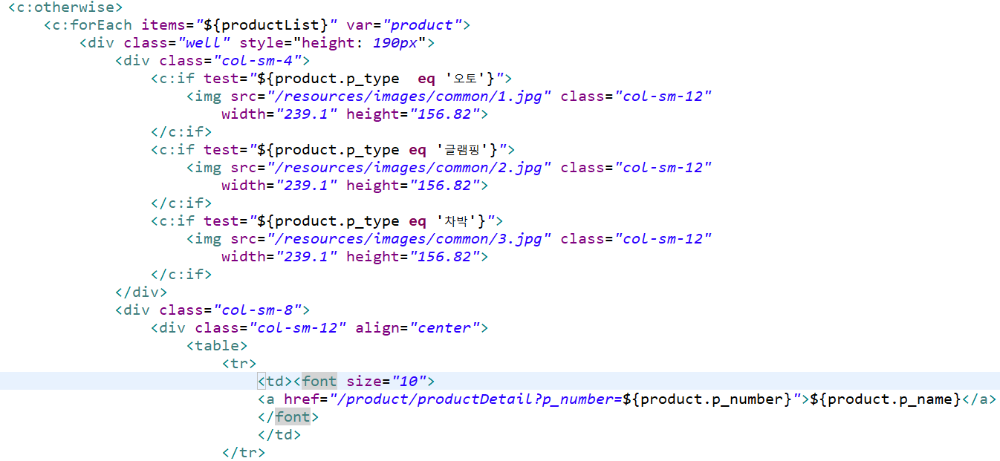 <c:otherwise>
<c:forEach items="${productList}" var="product">
<div class="well" style="height: 190px">
<div class="col-sm-4">
<c:if test="${product.p_type  eq '오토'}">
<img src="/resources/images/common/1.jpg" class="col-sm-12"
width="239.1" height="156.82">
</c:if>
<c:if test="${product.p_type eq '글램핑'}">
<img src="/resources/images/common/2.jpg" class="col-sm-12"
width="239.1" height="156.82">
</c:if>
<c:if test="${product.p_type eq '차박'}">
<img src="/resources/images/common/3.jpg" class="col-sm-12"
width="239.1" height="156.82">
</c:if>
</div>
<div class="col-sm-8">
<div class="col-sm-12" align="center">
<table>
<tr>
<td><font size="10">
<a href="/product/productDetail?p_number=${product.p_number}">${product.p_name}</a>
</font>
</td>
</tr>